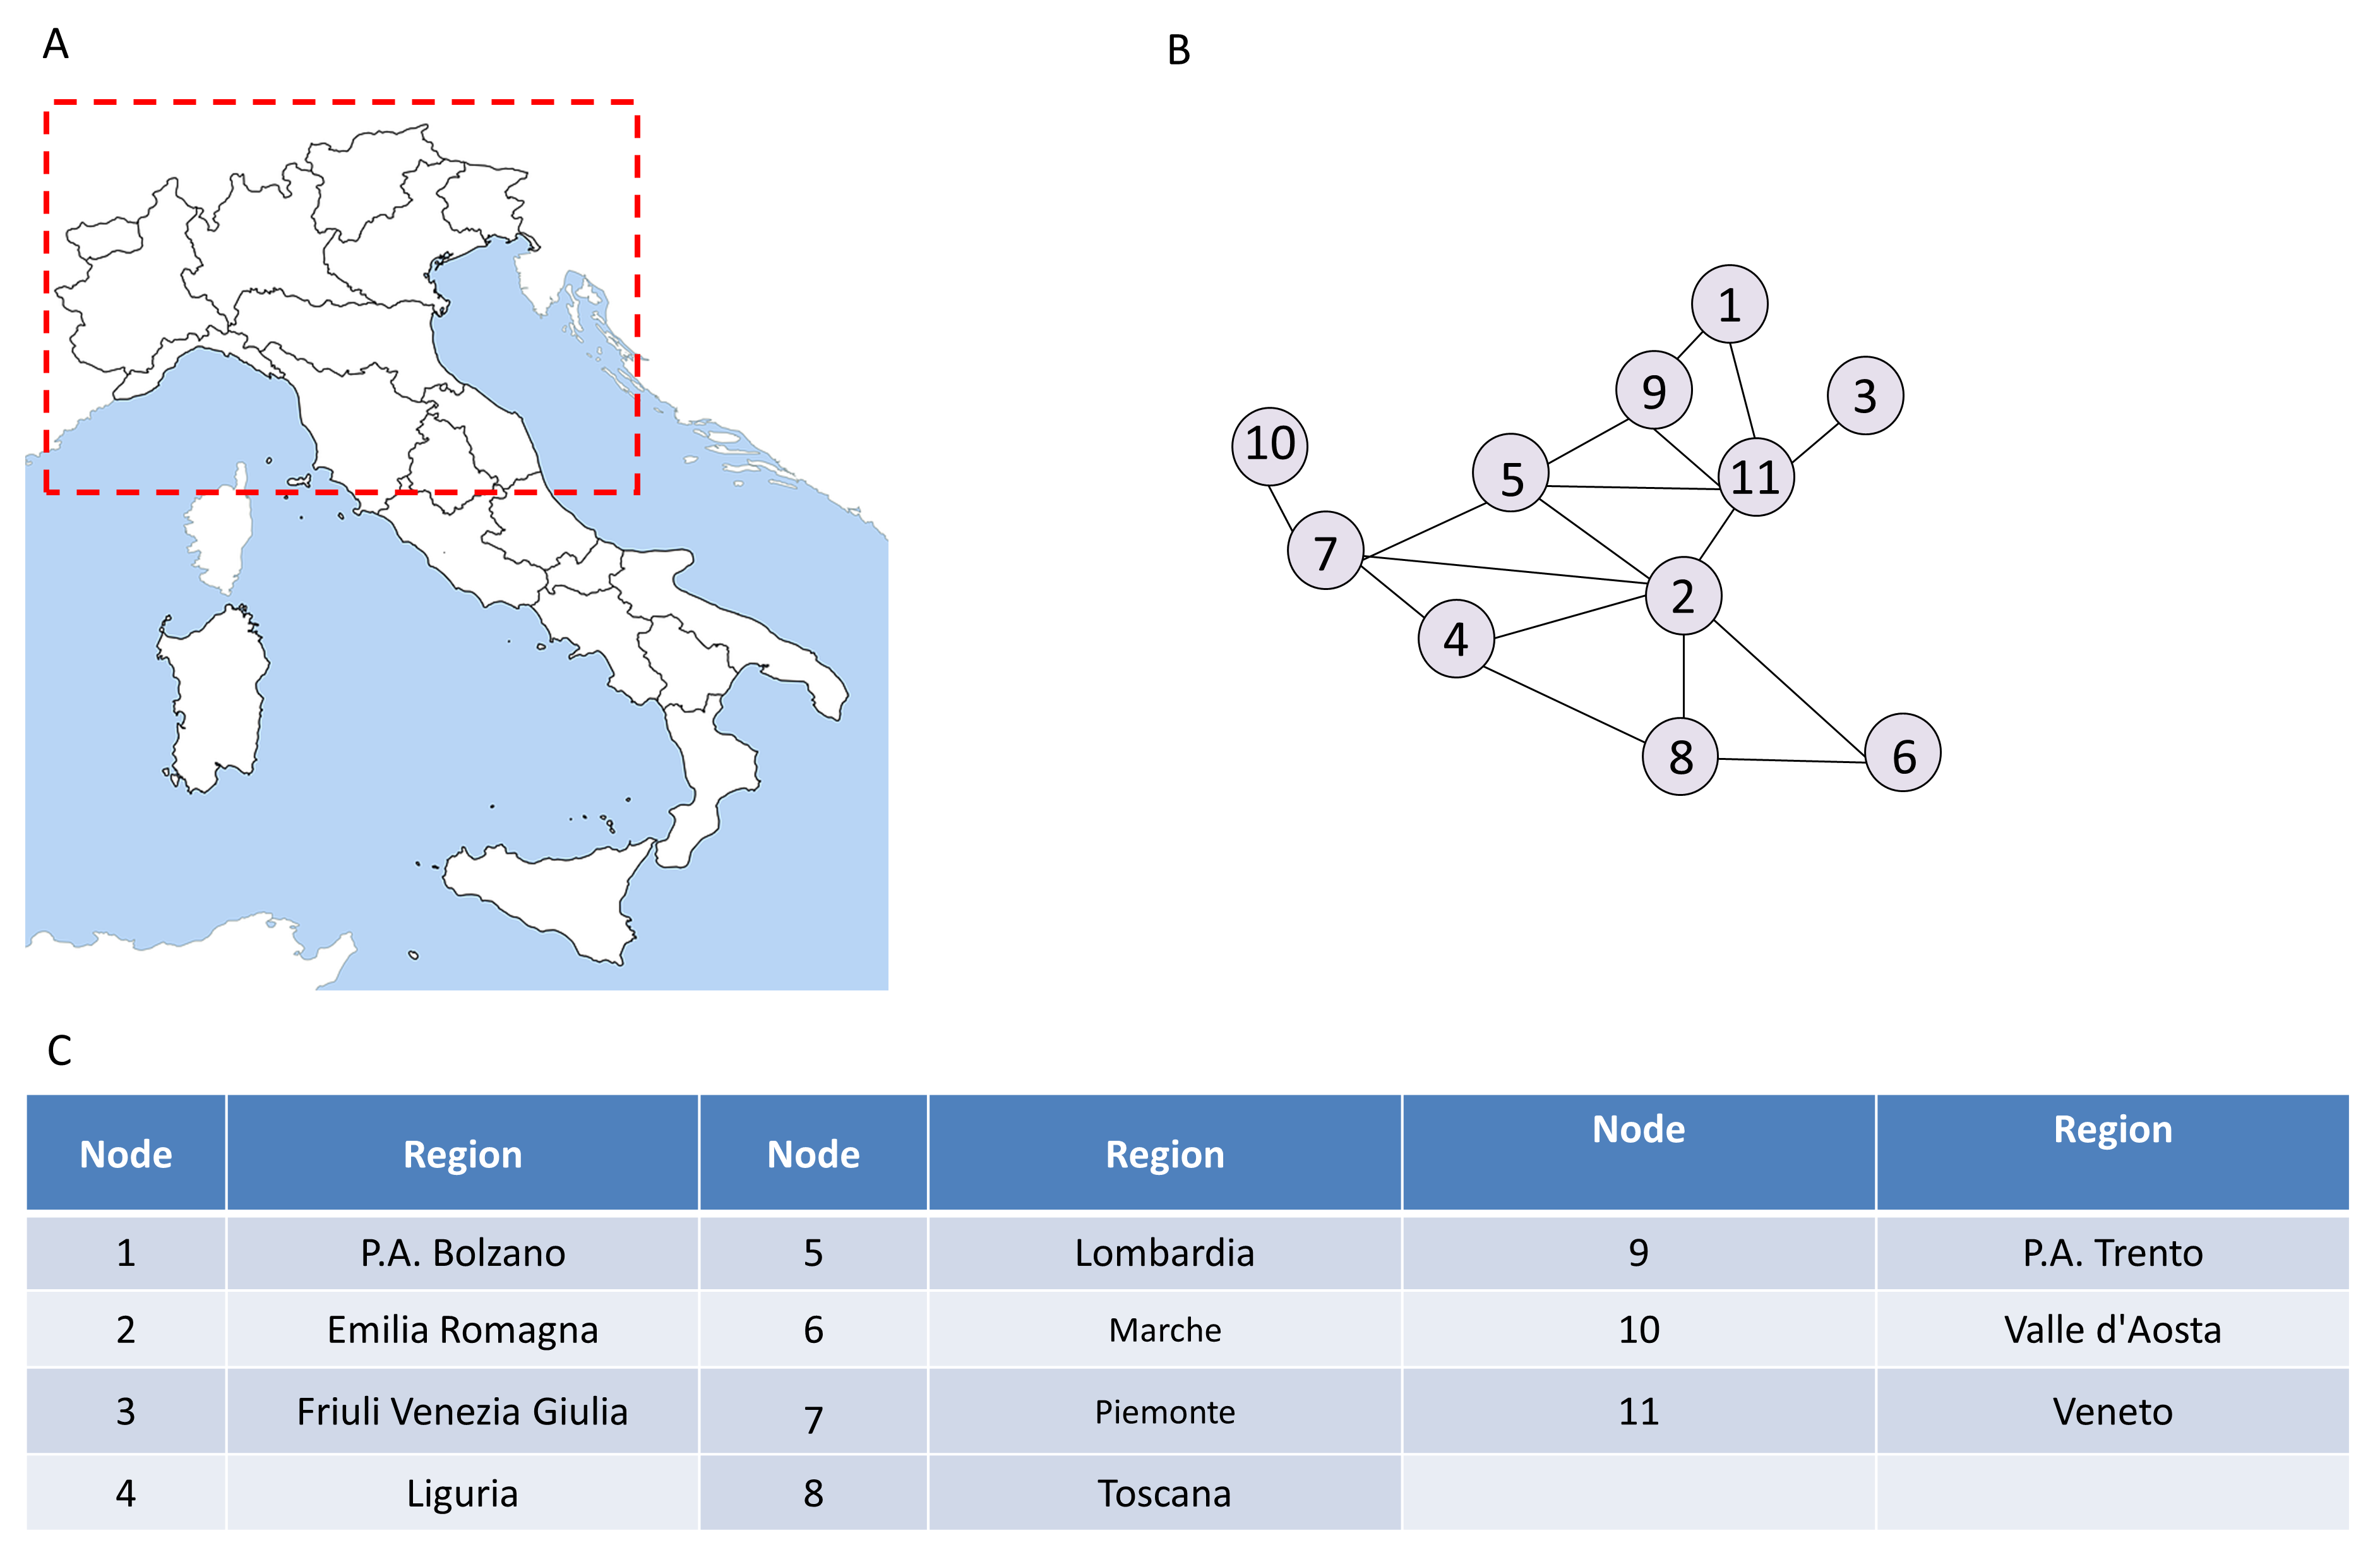 A
B
1
9
3
10
5
11
7
2
4
8
6
C
Node Region Node Region Node Region
1 P.A. Bolzano 5 Lombardia 9 P.A. Trento
2 Emilia Romagna 6 Marche 10 Valle d'Aosta
3 Friuli Venezia Giulia 7 Piemonte 11 Veneto
4 Liguria 8 Toscana